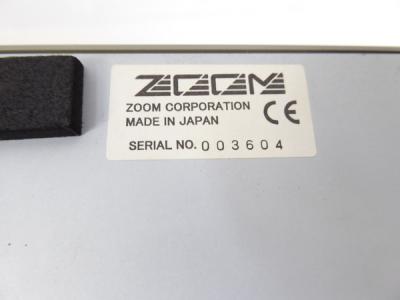 ZOOM
ZOOM CORPORATION
MADE IN JAPAN
CE
SERIAL NO. 003604